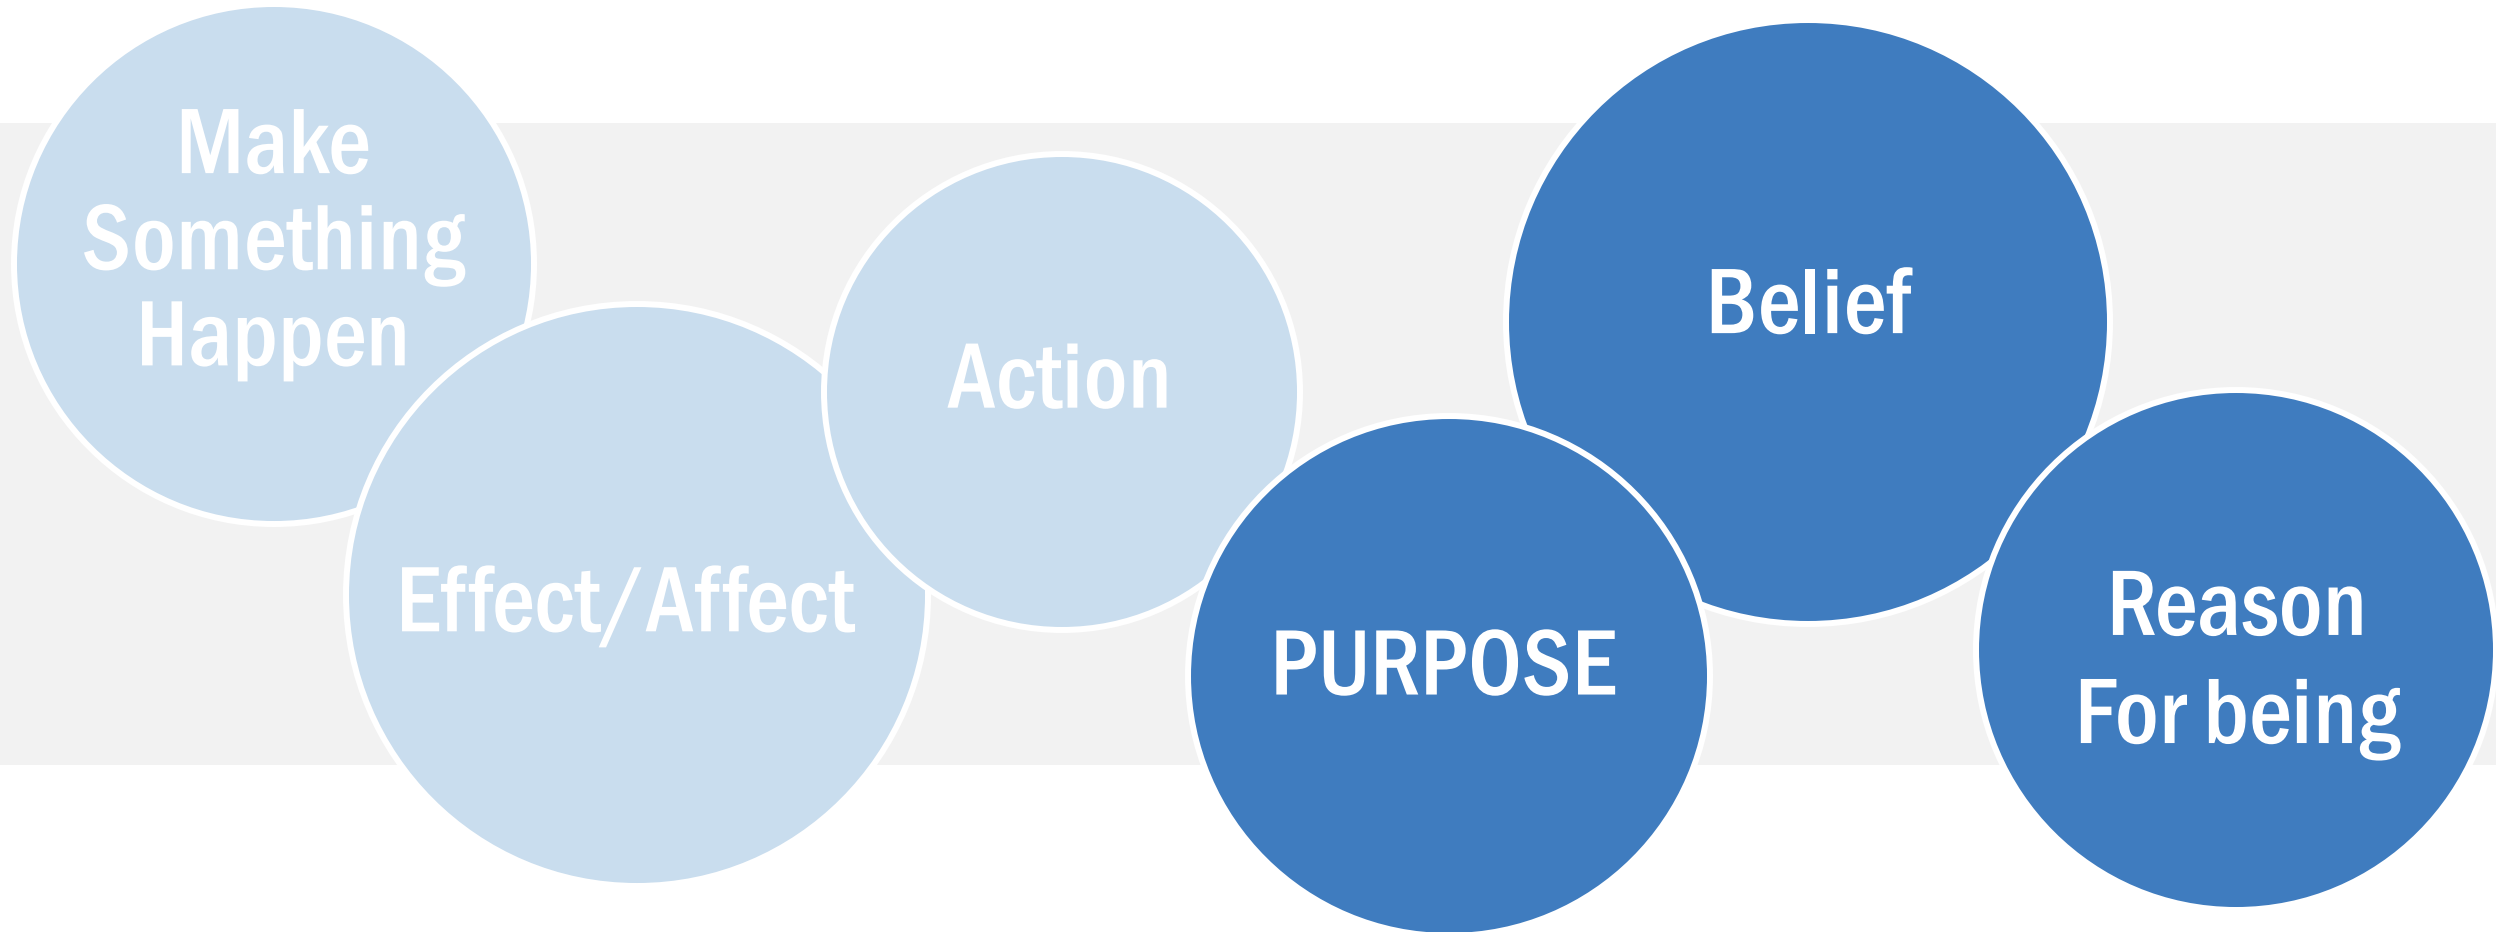 Make
Something
Happen
Effect / Affect
Action
PURPOSE
Belief
Reason
For being